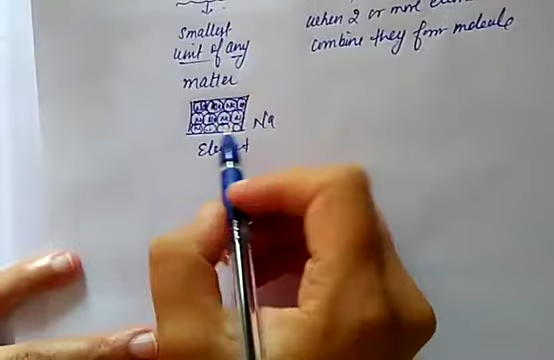 Smallest
unit of any
matter
Na
when 2 or more
combine they form molecule